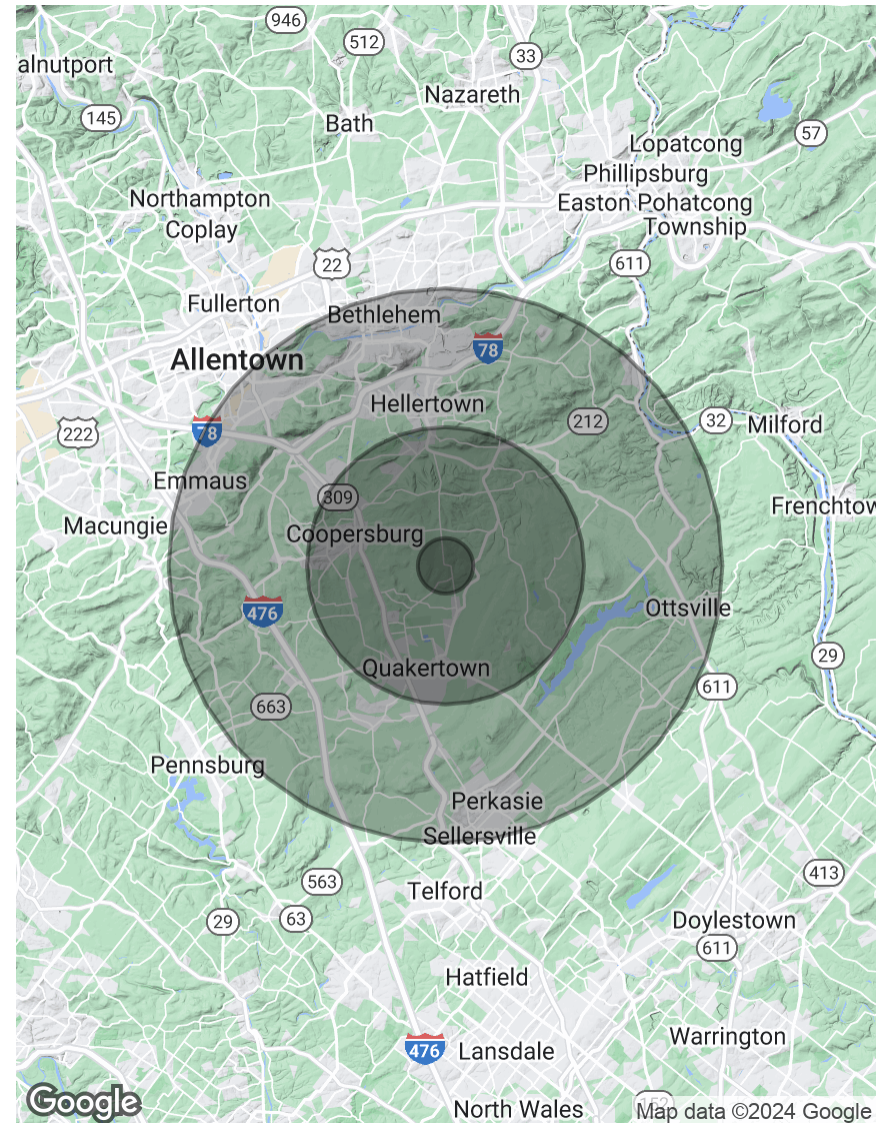 946
512
33
alnutport
Nazareth
145
Bath
57
Lopatcong
Phillipsburg
Northampton
Easton Pohatcong
Coplay
Township
22
611
Fullerton
Bethlehem
Allentown
78
Hellertown
212
32
Milford
222
78
Emmaus
309
Frenchtow
Macungie
Coopersburg
476
Ottsville
29
Quakertown
611
663
Pennsburg
Perkasie
Sellersville
563
413
Telford
29
63
Doylestown
611
Hatfield
Warrington
476
Lansdale
Google
152
North Wales
Map data ©2024 Google